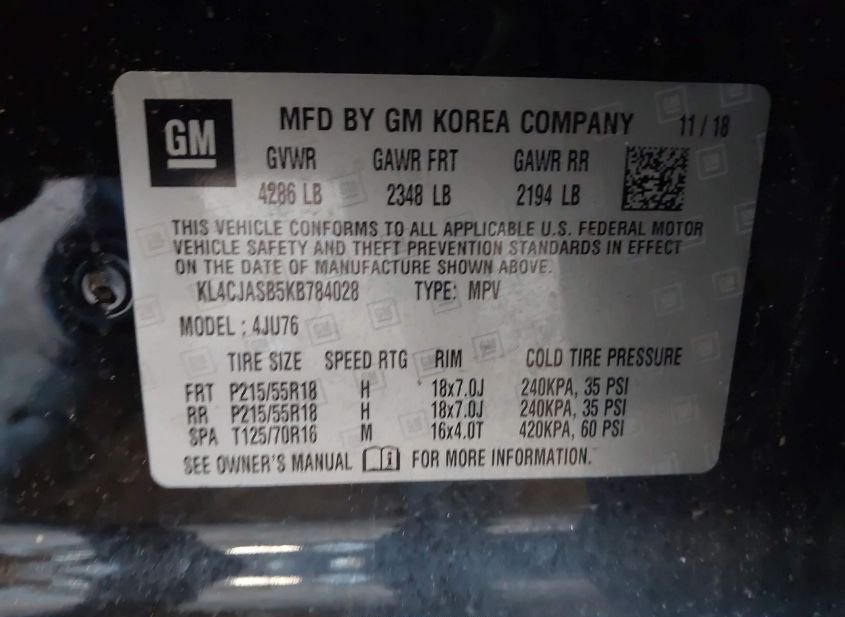 GM MFD BY GM KOREA COMPANY 11 / 18
GVWR GAWR FRT GAWR RR
4286 LB 2348 LB 2194 LB
THIS VEHICLE CONFORMS TO ALL APPLICABLE U.S. FEDERAL MOTOR
VEHICLE SAFETY AND THEFT PREVENTION STANDARDS IN EFFECT
ON THE DATE OF MANUFACTURE SHOWN ABOVE.
KL4CJASB5KB784028 TYPE: MPV
MODEL : 4JU76
TIRE SIZE SPEED RTG RIM COLD TIRE PRESSURE
FRT P215/55R18 H 18x7.0J 240KPA, 35 PSI
RR P215/55R18 H 18x7.0J 240KPA, 35 PSI
SPA T125/70R16 M 16x4.0T 420KPA, 60 PSI
SEE OWNER'S MANUAL i FOR MORE INFORMATION.